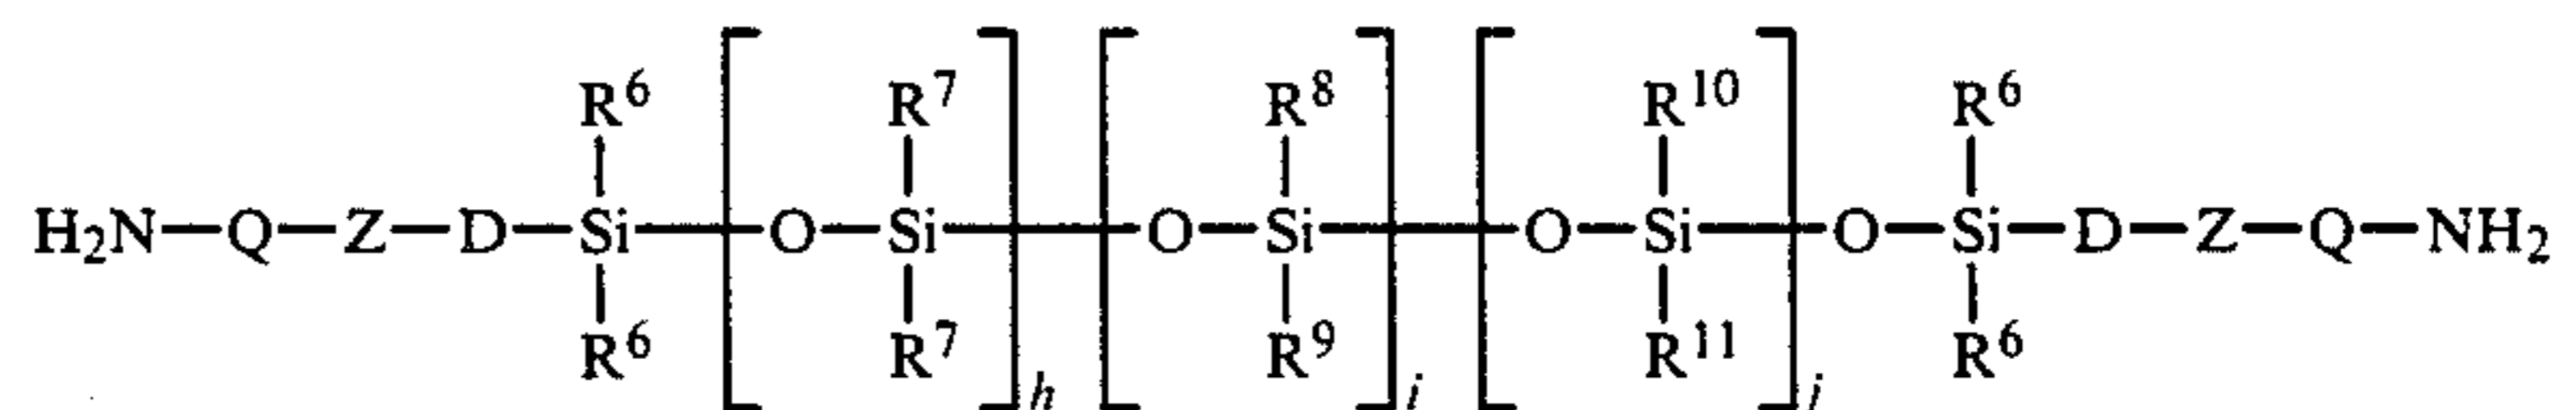 R⁶ R⁷ R⁸ R¹⁰ R⁶
H₂N—Q—Z—D—Si—[O—Si—]h[O—Si—]i[O—Si—]j O—Si—D—Z—Q—NH₂
R⁶ R⁷ R⁹ R¹¹ R⁶